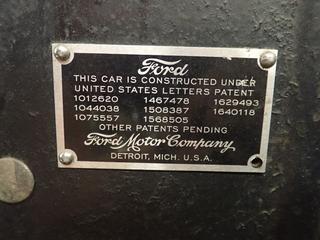 Ford
THIS CAR IS CONSTRUCTED UNDER
UNITED STATES LETTERS PATENT
1012620 1467478 1629493
1044038 1508387 1640118
1075557 1568505
OTHER PATENTS PENDING
Ford Motor Company
DETROIT, MICH. U.S.A.